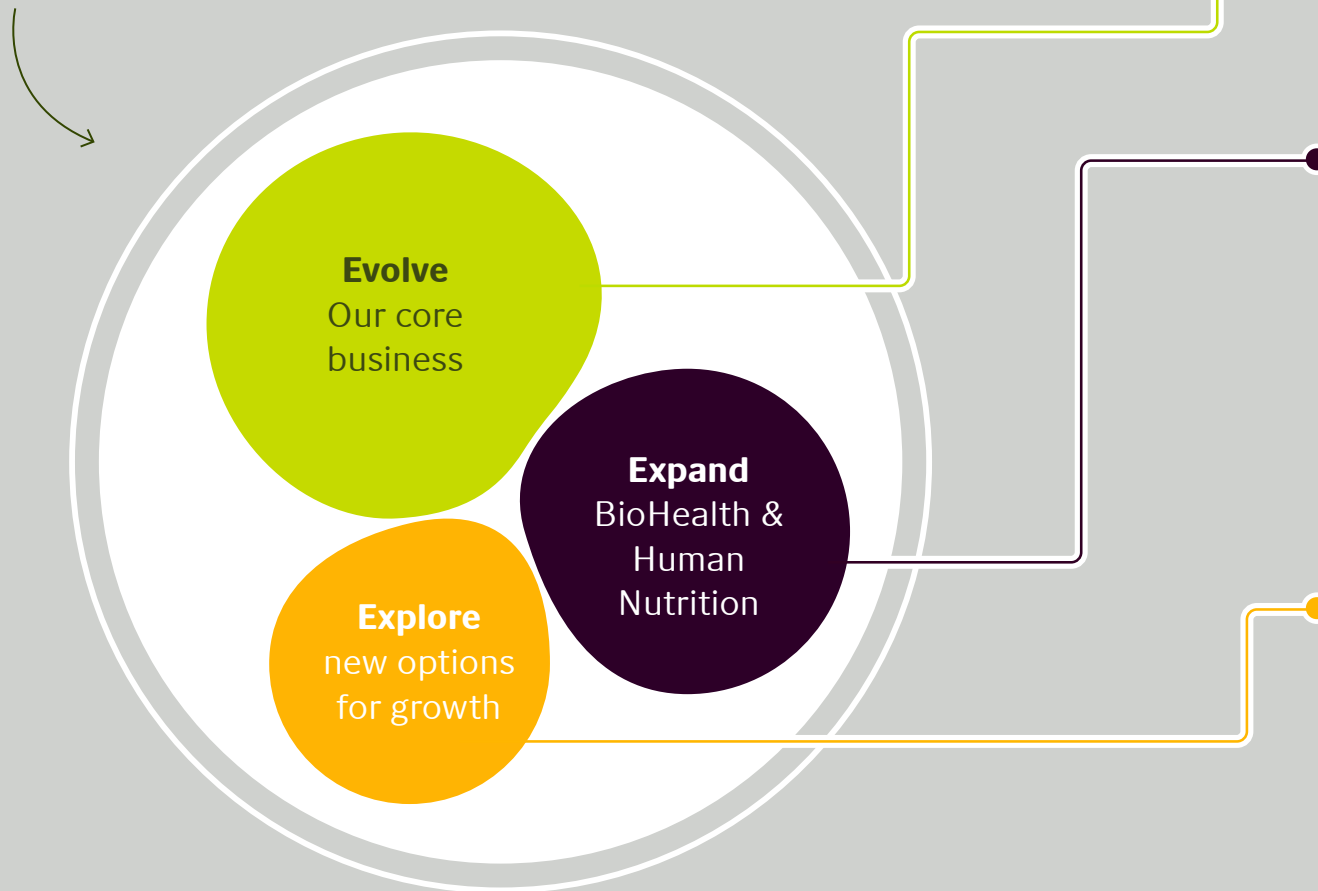 Evolve
Our core
business
Expand
BioHealth &
Human
Nutrition
Explore
new options
for growth